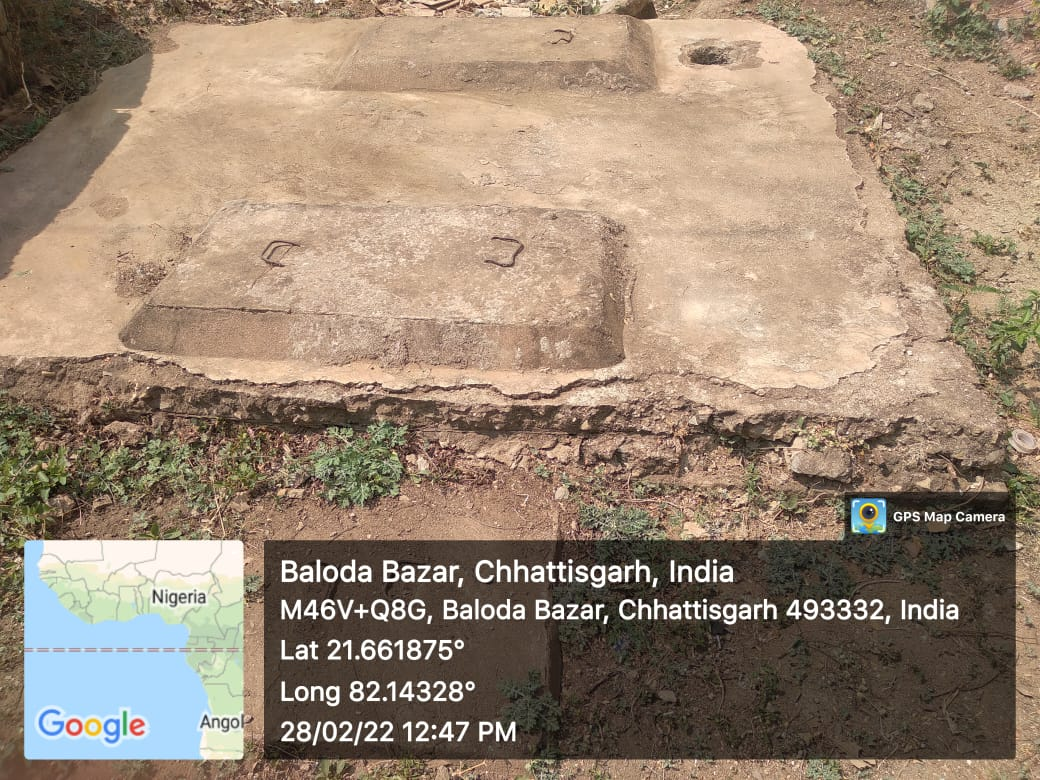 GPS Map Camera
Nigeria
Angol
Google
Baloda Bazar, Chhattisgarh, India
M46V+Q8G, Baloda Bazar, Chhattisgarh 493332, India
Lat 21.661875°
Long 82.14328°
28/02/22 12:47 PM